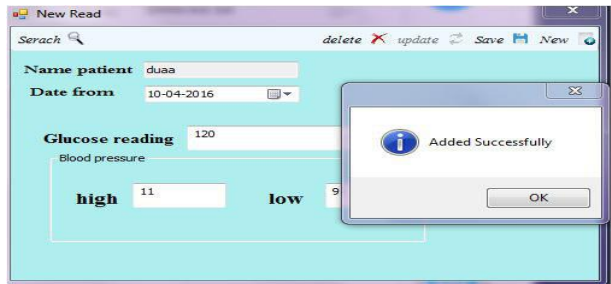 New Read
Serach delete update Save New
Name patient duaa
Date from 10-04-2016
Glucose reading 120
Added Successfully
Blood pressure
high 11 low 9
OK